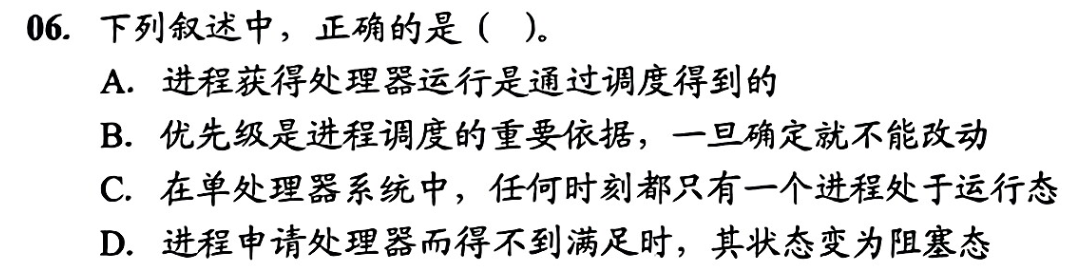 06. 下列叙述中，正确的是（ ）。
A. 进程获得处理器运行是通过调度得到的
B. 优先级是进程调度的重要依据，一旦确定就不能改动
C. 在单处理器系统中，任何时刻都只有一个进程处于运行态
D. 进程申请处理器而得不到满足时，其状态变为阻塞态